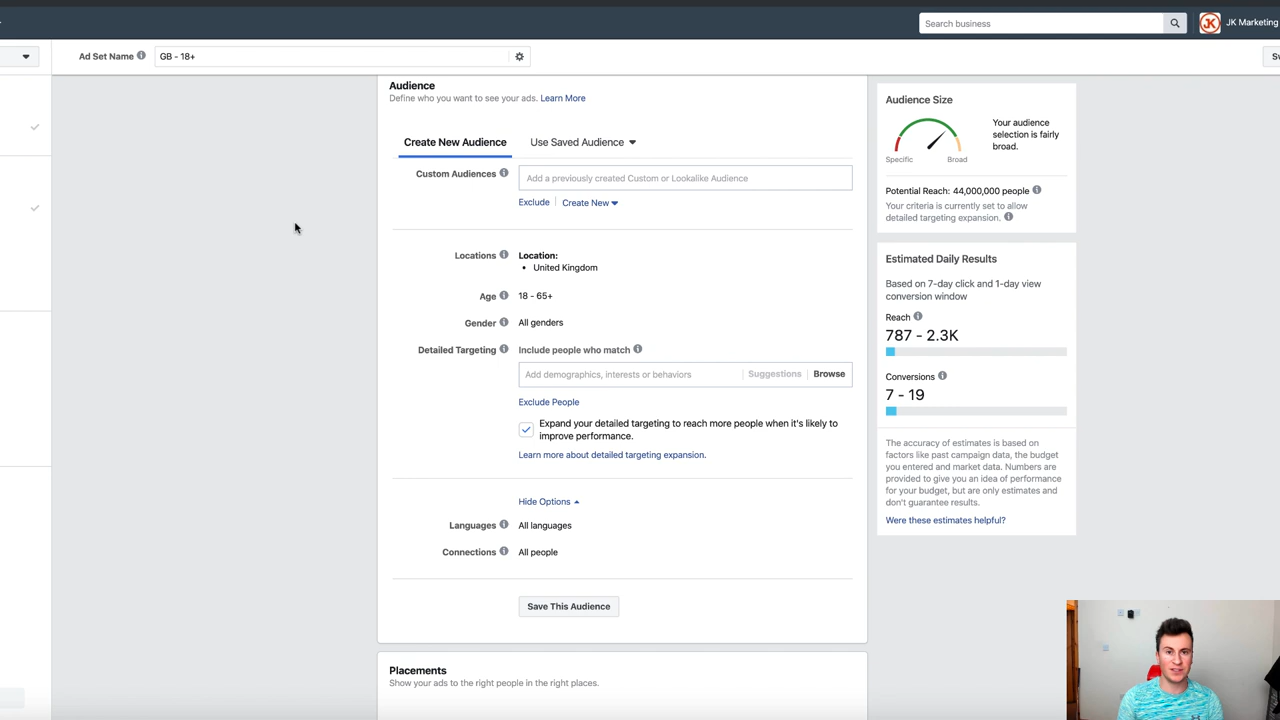 Search business
JK Marketing
Ad Set Name
GB - 18+
Audience
Define who you want to see your ads. Learn More
Create New Audience
Use Saved Audience
Custom Audiences
Add a previously created Custom or Lookalike Audience
Exclude
Create New
Locations
Location:
• United Kingdom
Age
18 - 65+
Gender
All genders
Detailed Targeting
Include people who match
Add demographics, interests or behaviors
Suggestions
Browse
Exclude People
Expand your detailed targeting to reach more people when it's likely to
improve performance.
Learn more about detailed targeting expansion.
Hide Options
Languages
All languages
Connections
All people
Save This Audience
Placements
Show your ads to the right people in the right places.
Audience Size
Your audience
selection is fairly
broad.
Specific
Broad
Potential Reach: 44,000,000 people
Your criteria is currently set to allow
detailed targeting expansion.
Estimated Daily Results
Based on 7-day click and 1-day view
conversion window
Reach
787 - 2.3K
Conversions
7 - 19
The accuracy of estimates is based on
factors like past campaign data, the budget
you entered and market data. Numbers are
provided to give you an idea of performance
for your budget, but are only estimates and
don't guarantee results.
Were these estimates helpful?